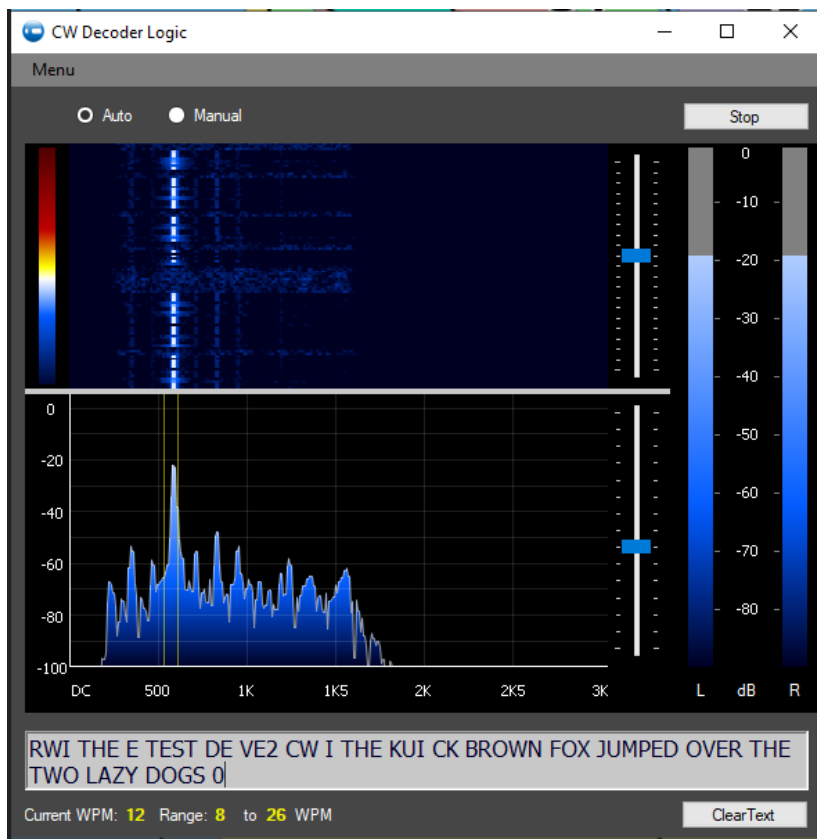 CW Decoder Logic
Menu
Auto Manual Stop
0
-10
-20
-30
-40
-50
-60
-70
-80
L dB R
0
-20
-40
-60
-80
-100
DC 500 1K 1K5 2K 2K5 3K
RWI THE E TEST DE VE2 CW I THE KUI CK BROWN FOX JUMPED OVER THE
TWO LAZY DOGS 0
Current WPM: 12 Range: 8 to 26 WPM ClearText